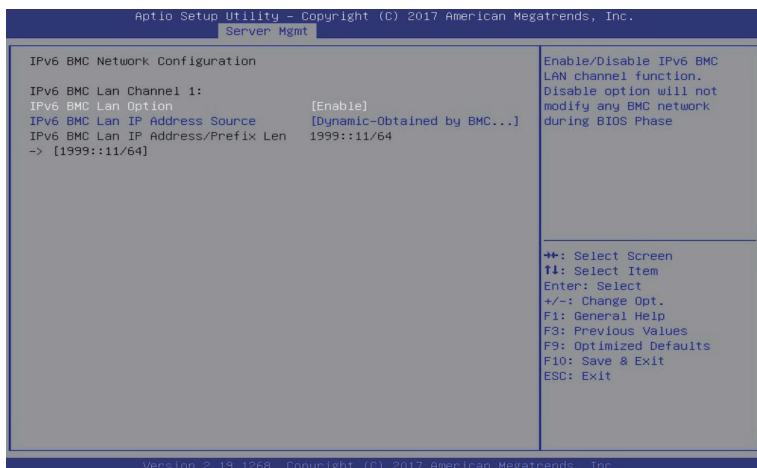 Aptio Setup Utility – Copyright (C) 2017 American Megatrends, Inc.
Server Mgmt
IPv6 BMC Network Configuration
IPv6 BMC Lan Channel 1:
IPv6 BMC Lan Option [Enable]
IPv6 BMC Lan IP Address Source [Dynamic-Obtained by BMC...]
IPv6 BMC Lan IP Address/Prefix Len 1999::11/64
-> [1999::11/64]
Enable/Disable IPv6 BMC
LAN channel function.
Disable option will not
modify any BMC network
during BIOS Phase
→←: Select Screen
↑↓: Select Item
Enter: Select
+/-: Change Opt.
F1: General Help
F3: Previous Values
F9: Optimized Defaults
F10: Save & Exit
ESC: Exit
Version 2.19.1268. Copyright (C) 2017 American Megatrends, Inc.